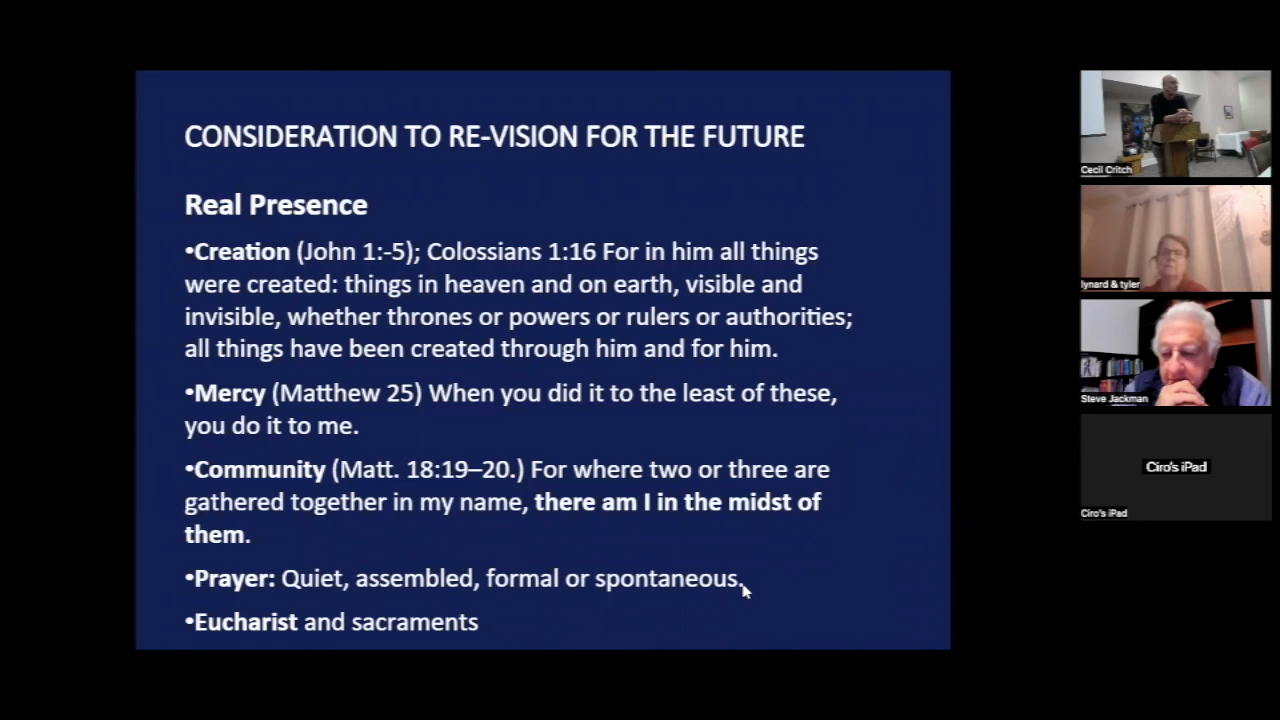 CONSIDERATION TO RE-VISION FOR THE FUTURE
Real Presence
•Creation (John 1:-5); Colossians 1:16 For in him all things
were created: things in heaven and on earth, visible and
invisible, whether thrones or powers or rulers or authorities;
all things have been created through him and for him.
•Mercy (Matthew 25) When you did it to the least of these,
you do it to me.
•Community (Matt. 18:19–20.) For where two or three are
gathered together in my name, there am I in the midst of
them.
•Prayer: Quiet, assembled, formal or spontaneous.
•Eucharist and sacraments
Cecil Critch
lynard & tyler
Steve Jackman
Ciro's iPad
Ciro's iPad